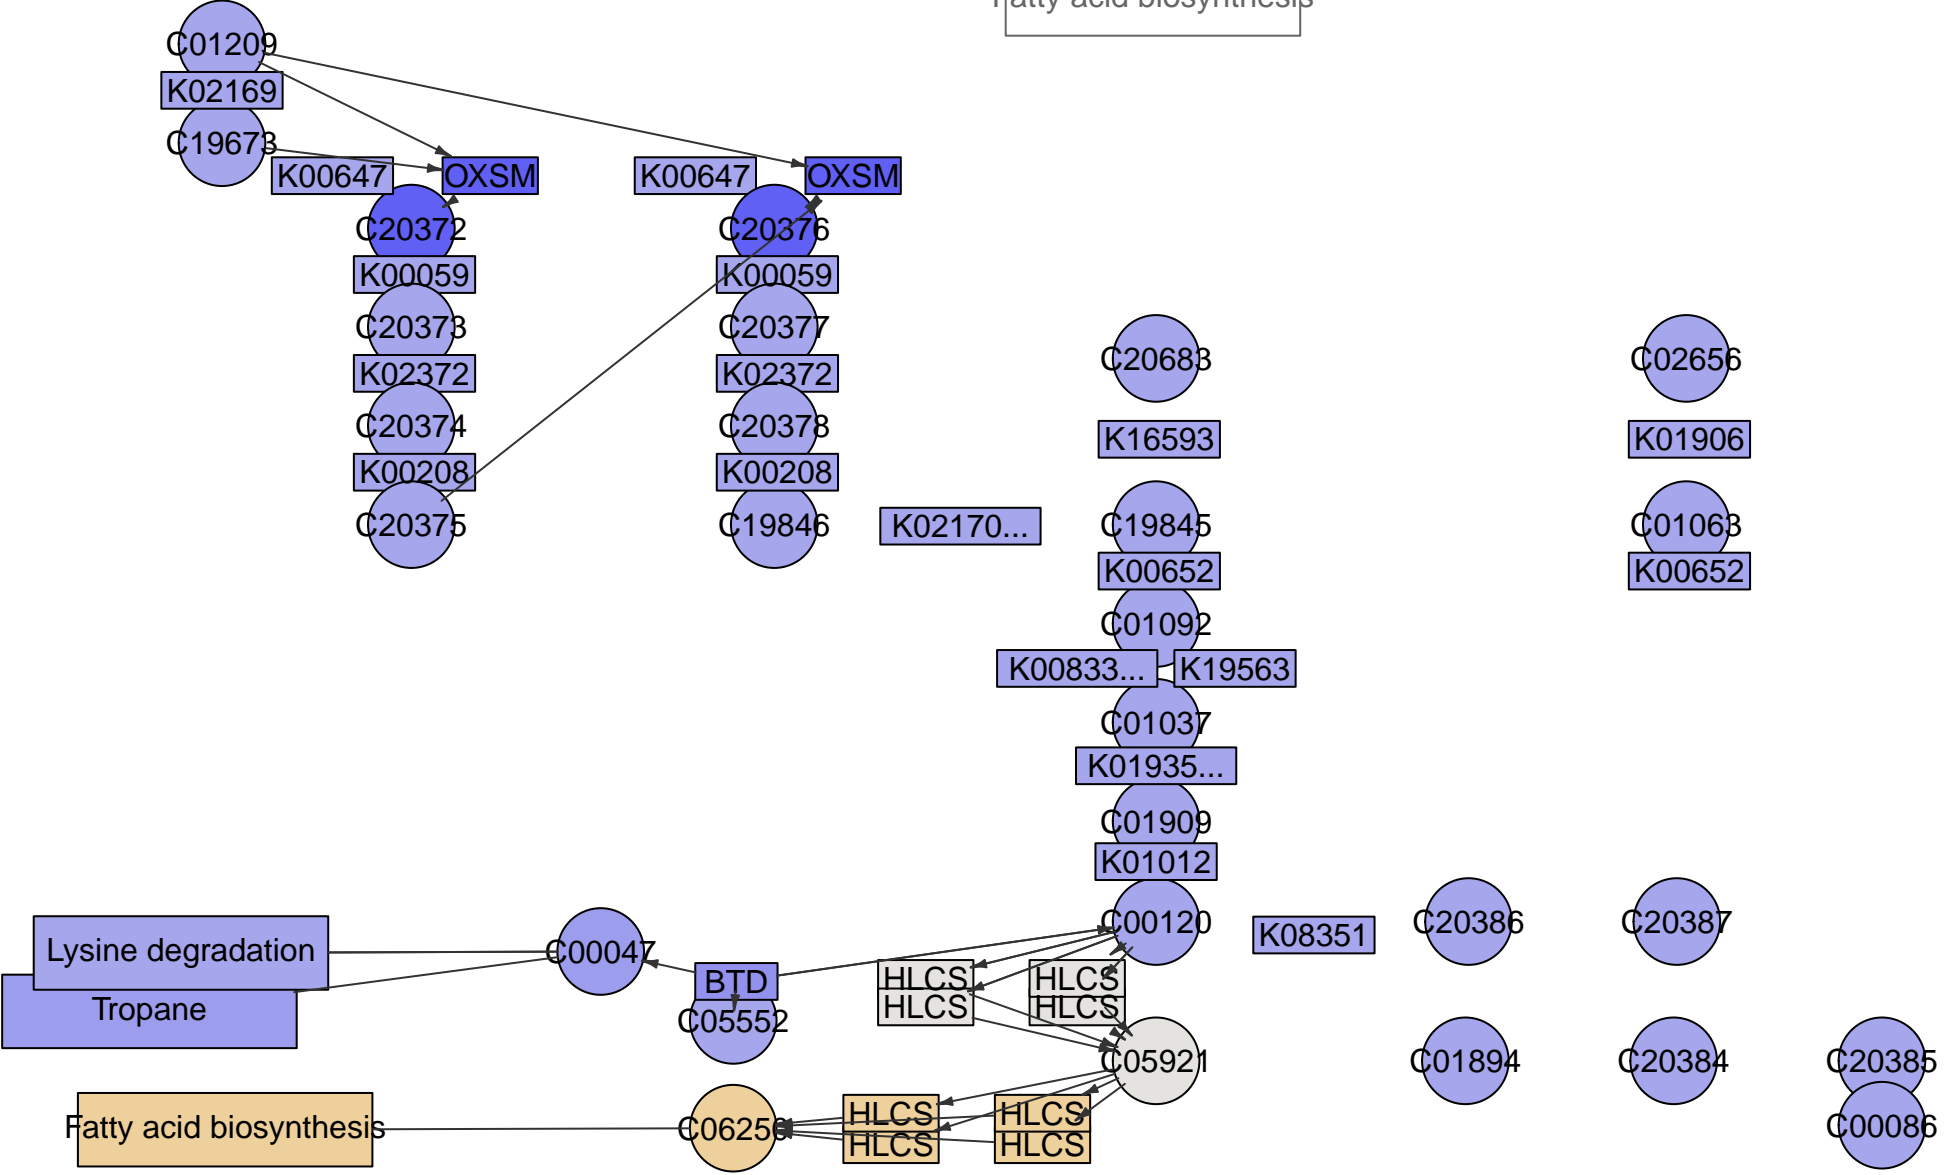 Fatty acid biosynthesis
C01209
K02169
C19673
K00647
OXSM
K00647
OXSM
C20372
C20376
K00059
K00059
C20373
C20377
C20683
C02656
K02372
K02372
C20374
C20378
K16593
K01906
K00208
K00208
C20375
C19846
K02170...
C19845
C01063
K00652
K00652
C01092
K00833...
K19563
C01037
K01935...
C01909
K01012
C00120
C20386
C20387
K08351
Lysine degradation
C00047
BTD
HLCS
HLCS
Tropane
C05552
HLCS
HLCS
C05921
C01894
C20384
C20385
HLCS
HLCS
Fatty acid biosynthesis
C06250
C00086
HLCS
HLCS